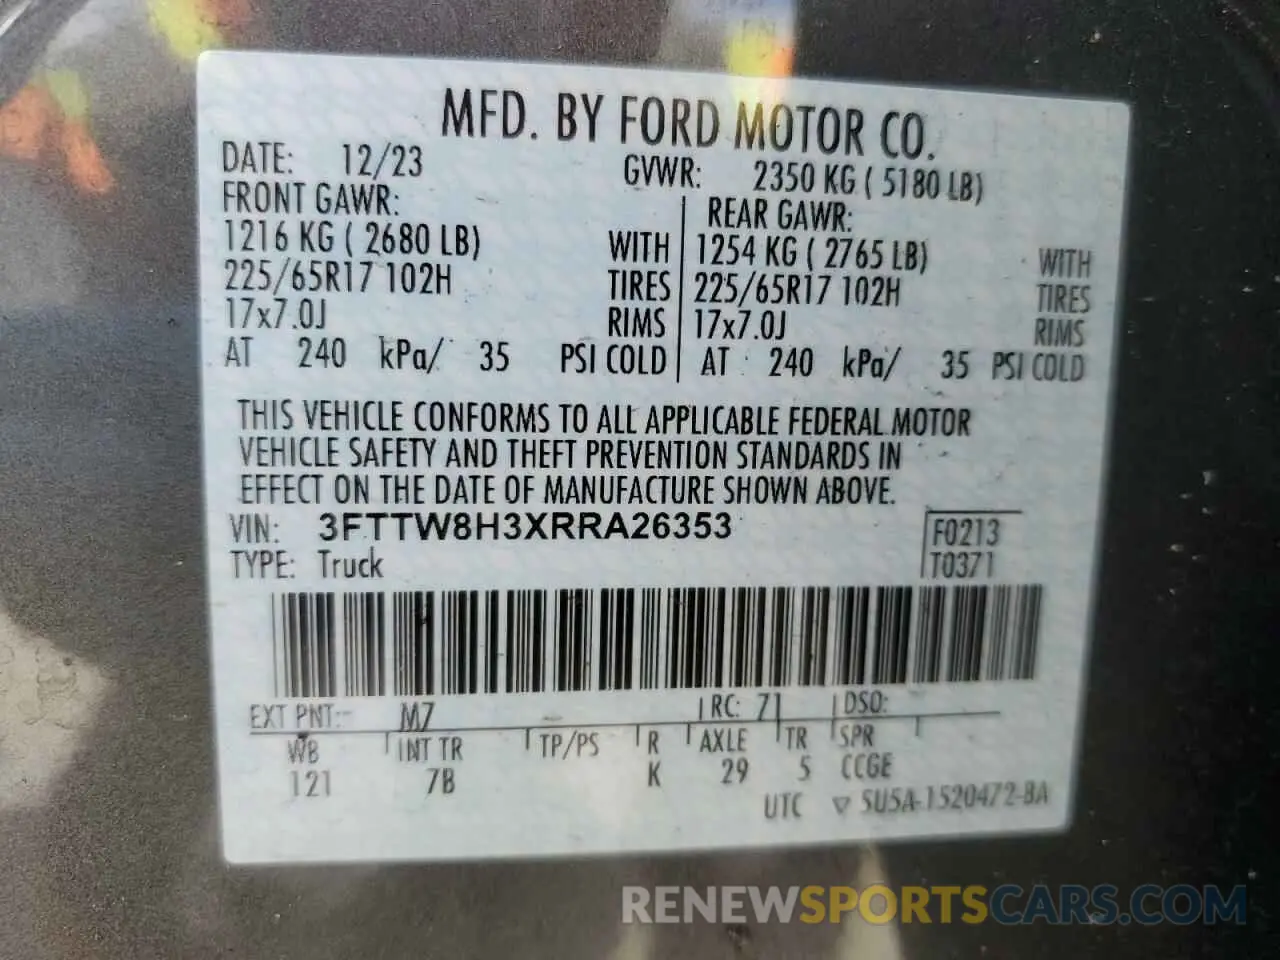 MFD. BY FORD MOTOR CO.
DATE: 12/23 GVWR: 2350 KG ( 5180 LB)
FRONT GAWR: REAR GAWR:
1216 KG ( 2680 LB) WITH 1254 KG ( 2765 LB) WITH
225/65R17 102H TIRES 225/65R17 102H TIRES
17x7.0J RIMS 17x7.0J RIMS
AT 240 kPa/ 35 PSI COLD AT 240 kPa/ 35 PSI COLD
THIS VEHICLE CONFORMS TO ALL APPLICABLE FEDERAL MOTOR
VEHICLE SAFETY AND THEFT PREVENTION STANDARDS IN
EFFECT ON THE DATE OF MANUFACTURE SHOWN ABOVE.
VIN: 3FTTW8H3XRRA26353 F0213
TYPE: Truck T0371
EXT PNT: M7 RC: 71 DSO:
WB INT TR TP/PS R AXLE TR SPR
121 7B K 29 5 CCGE
UTC ▽ 5U5A-1520472-BA
RENEWSPORTSCARS.COM